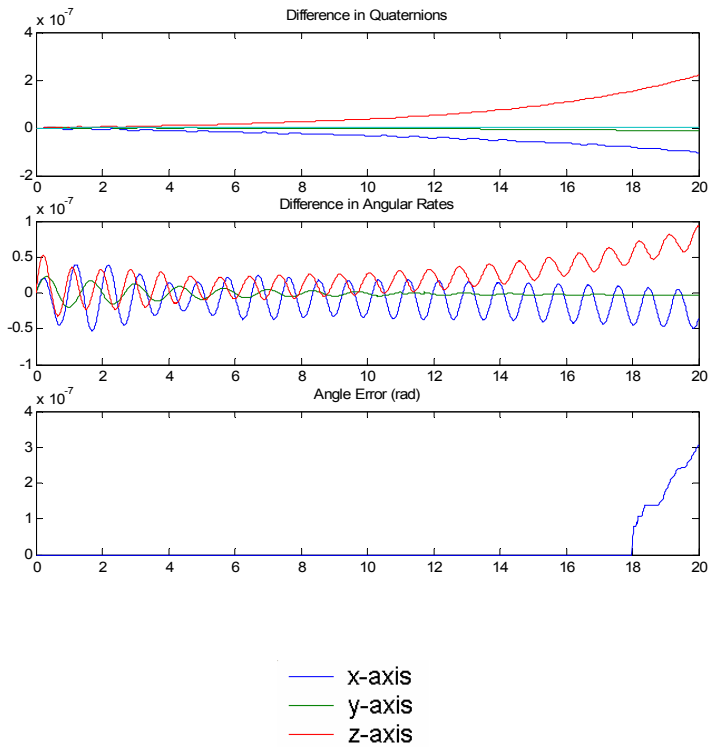 x 10-7
Difference in Quaternions
4
2
0
-2
0 2 4 6 8 10 12 14 16 18 20
x 10-7
Difference in Angular Rates
1
0.5
0
-0.5
-1
0 2 4 6 8 10 12 14 16 18 20
x 10-7
Angle Error (rad)
4
3
2
1
0
0 2 4 6 8 10 12 14 16 18 20
x-axis
y-axis
z-axis